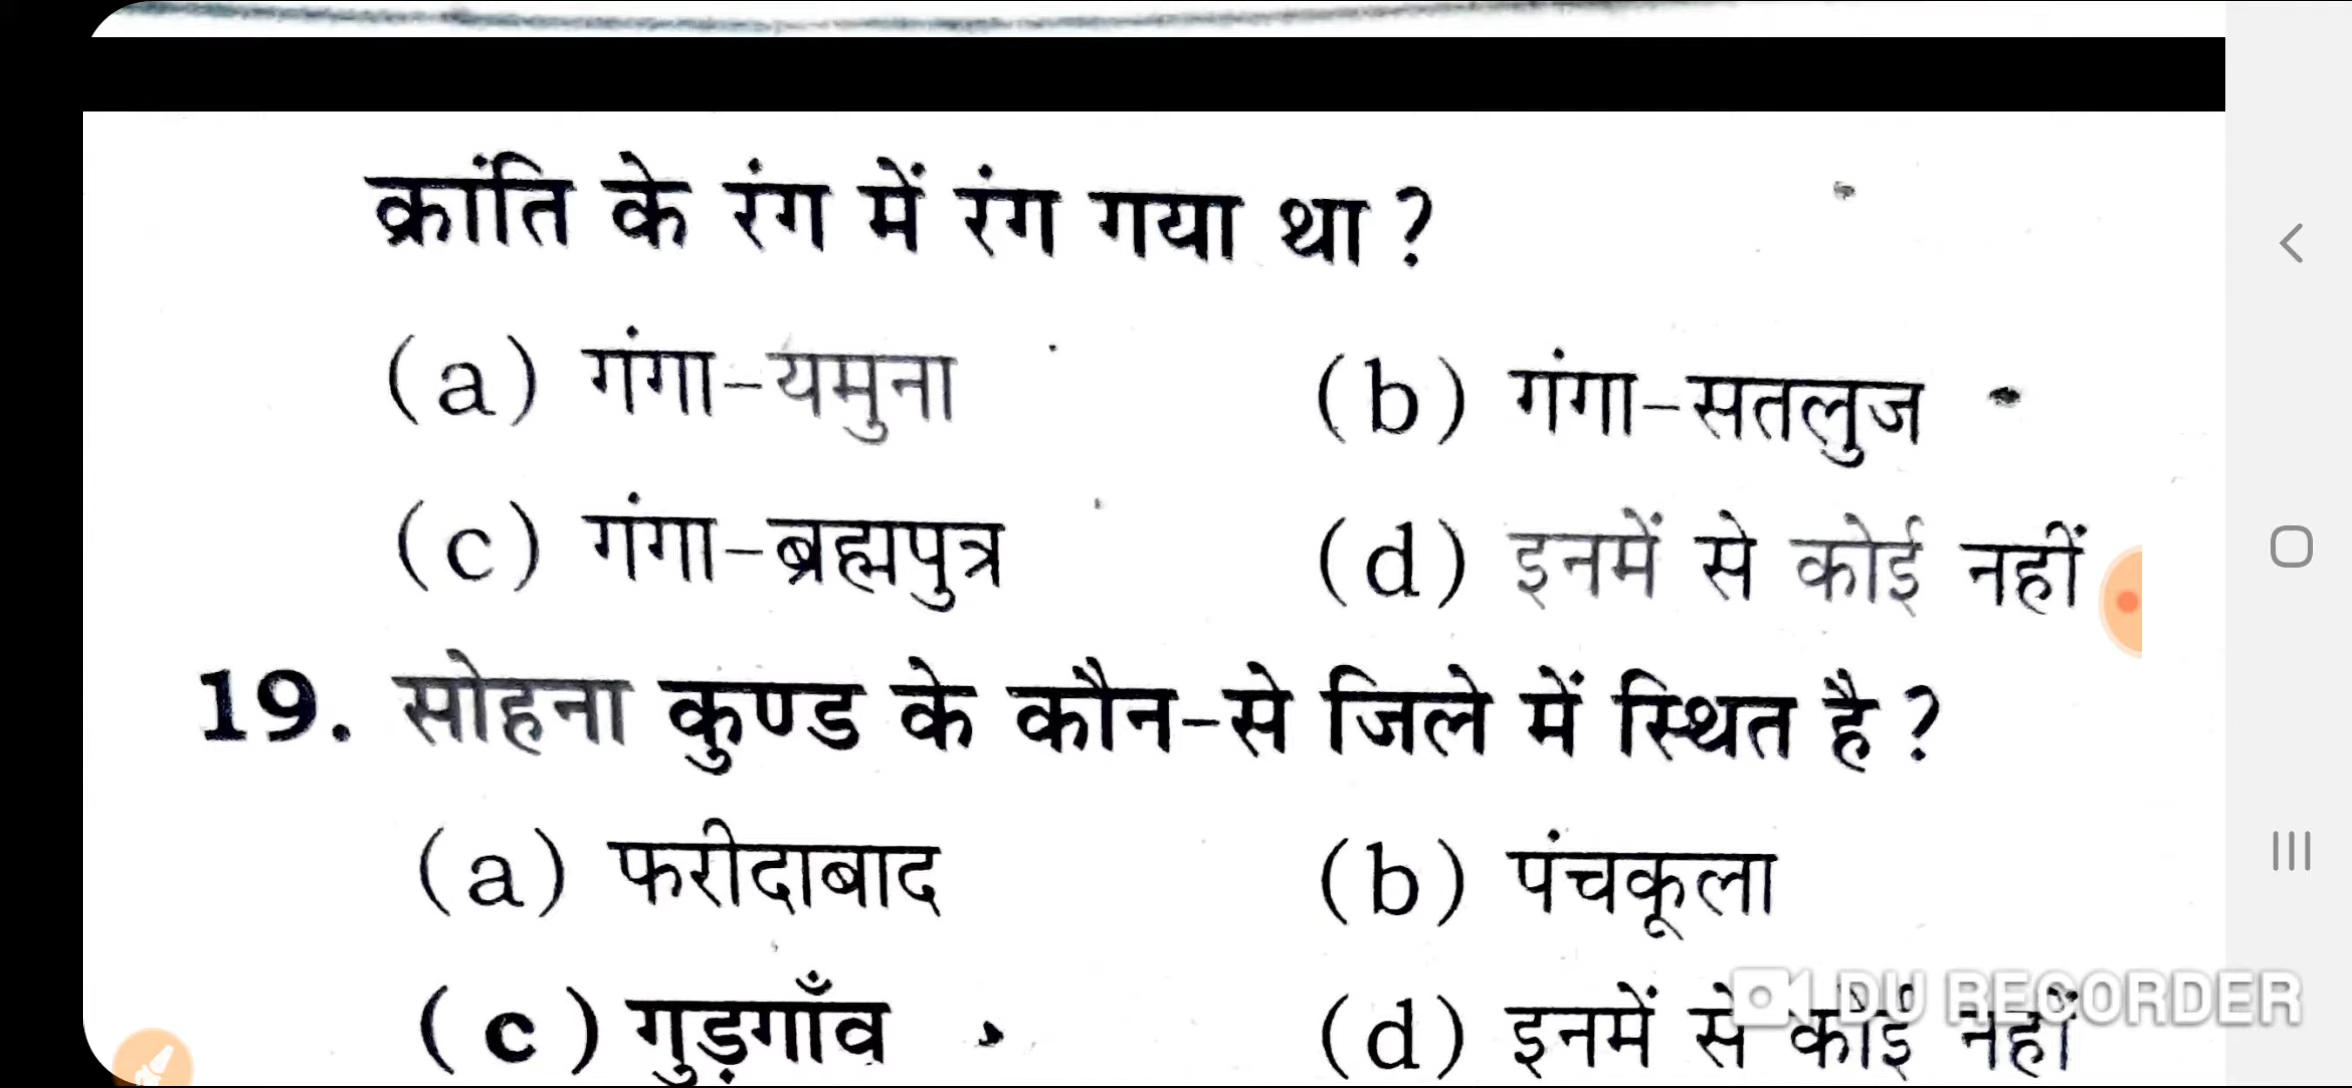 क्रांति के रंग में रंग गया था?
(a) गंगा-यमुना (b) गंगा-सतलुज
(c) गंगा-ब्रह्मपुत्र (d) इनमें से कोई नहीं
19. सोहना कुण्ड के कौन-से जिले में स्थित है?
(a) फरीदाबाद (b) पंचकूला
(c) गुड़गाँव (d) इनमें से कोई नहीं
DU RECORDER